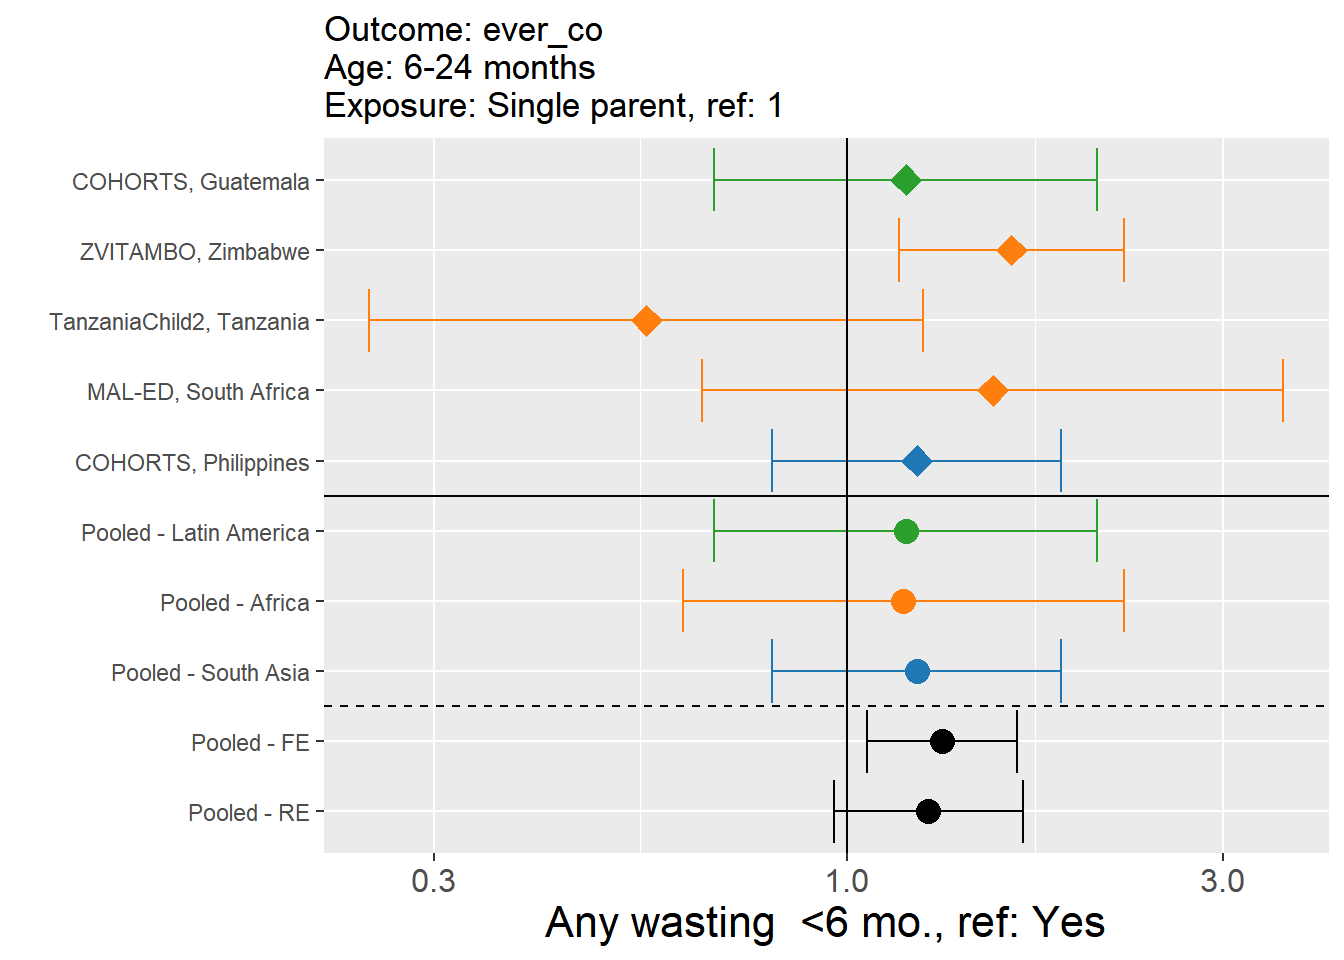 Outcome: ever_co
Age: 6-24 months
Exposure: Single parent, ref: 1
COHORTS, Guatemala
ZVITAMBO, Zimbabwe
TanzaniaChild2, Tanzania
MAL-ED, South Africa
COHORTS, Philippines
Pooled - Latin America
Pooled - Africa
Pooled - South Asia
Pooled - FE
Pooled - RE
0.3 1.0 3.0
Any wasting  <6 mo., ref: Yes